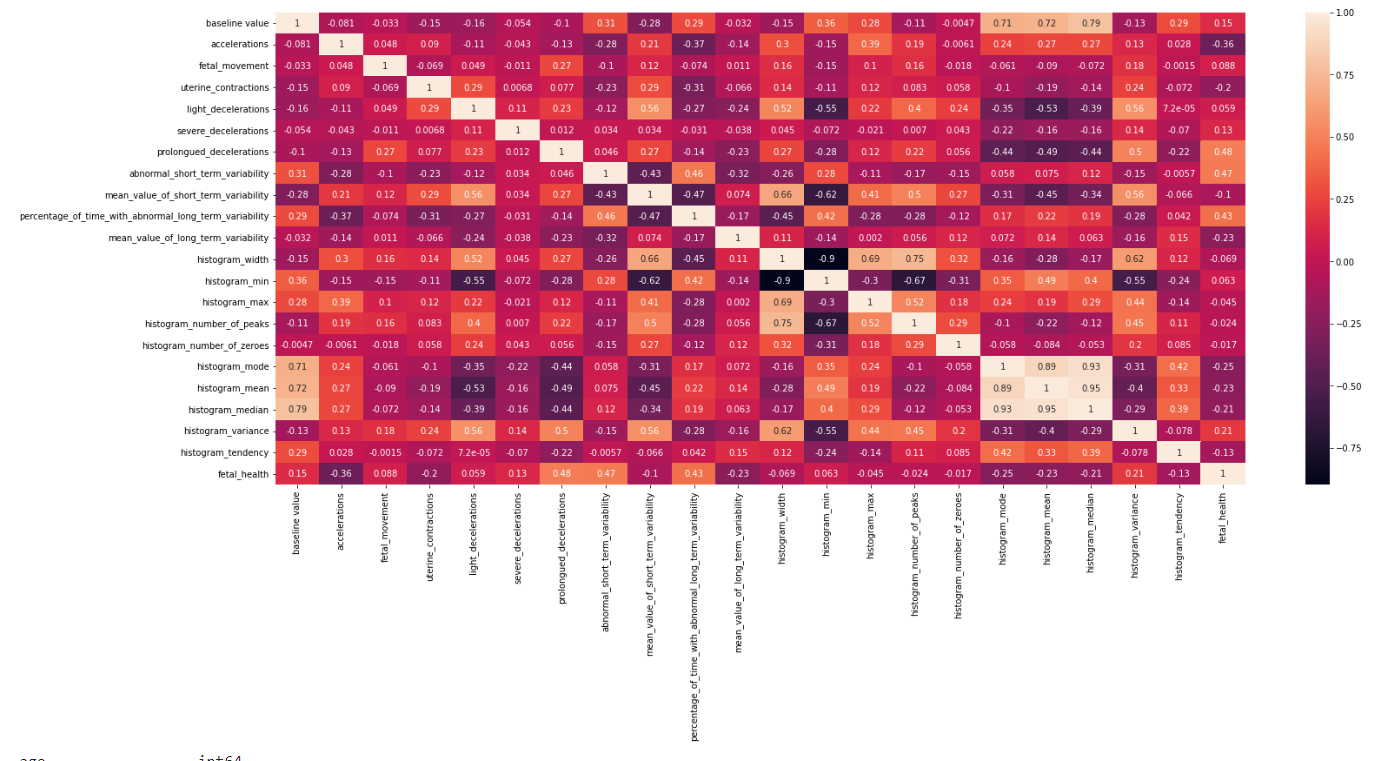 baseline value 1 -0.081 -0.033 -0.15 -0.16 -0.054 -0.1 0.31 -0.28 0.29 -0.032 -0.15 0.36 0.28 -0.11 -0.0047 0.71 0.72 0.79 -0.13 0.29 0.15
accelerations -0.081 1 0.048 0.09 -0.11 -0.043 -0.13 -0.28 0.21 -0.37 -0.14 0.3 -0.15 0.39 0.19 -0.0061 0.24 0.27 0.27 0.13 0.028 -0.36
fetal_movement -0.033 0.048 1 -0.069 0.049 -0.011 0.27 -0.1 0.12 -0.074 0.011 0.16 -0.15 0.1 0.16 -0.018 -0.061 -0.09 -0.072 0.18 -0.0015 0.088
uterine_contractions -0.15 0.09 -0.069 1 0.29 0.0068 0.077 -0.23 0.29 -0.31 -0.066 0.14 -0.11 0.12 0.083 0.058 -0.1 -0.19 -0.14 0.24 -0.072 -0.2
light_decelerations -0.16 -0.11 0.049 0.29 1 0.11 0.23 -0.12 0.56 -0.27 -0.24 0.52 -0.55 0.22 0.4 0.24 -0.35 -0.53 -0.39 0.56 7.2e-05 0.059
severe_decelerations -0.054 -0.043 -0.011 0.0068 0.11 1 0.012 0.034 0.034 -0.031 -0.038 0.045 -0.072 -0.021 0.007 0.043 -0.22 -0.16 -0.16 0.14 -0.07 0.13
prolongued_decelerations -0.1 -0.13 0.27 0.077 0.23 0.012 1 0.046 0.27 -0.14 -0.23 0.27 -0.28 0.12 0.22 0.056 -0.44 -0.49 -0.44 0.5 -0.22 0.48
abnormal_short_term_variability 0.31 -0.28 -0.1 -0.23 -0.12 0.034 0.046 1 -0.43 0.46 -0.32 -0.26 0.28 -0.11 -0.17 -0.15 0.058 0.075 0.12 -0.15 -0.0057 0.47
mean_value_of_short_term_variability -0.28 0.21 0.12 0.29 0.56 0.034 0.27 -0.43 1 -0.47 0.074 0.66 -0.62 0.41 0.5 0.27 -0.31 -0.45 -0.34 0.56 -0.066 -0.1
percentage_of_time_with_abnormal_long_term_variability 0.29 -0.37 -0.074 -0.31 -0.27 -0.031 -0.14 0.46 -0.47 1 -0.17 -0.45 0.42 -0.28 -0.28 -0.12 0.17 0.22 0.19 -0.28 0.042 0.43
mean_value_of_long_term_variability -0.032 -0.14 0.011 -0.066 -0.24 -0.038 -0.23 -0.32 0.074 -0.17 1 0.11 -0.14 0.002 0.056 0.12 0.072 0.14 0.063 -0.16 0.15 -0.23
histogram_width -0.15 0.3 0.16 0.14 0.52 0.045 0.27 -0.26 0.66 -0.45 0.11 1 -0.9 0.69 0.75 0.32 -0.16 -0.28 -0.17 0.62 0.12 -0.069
histogram_min 0.36 -0.15 -0.15 -0.11 -0.55 -0.072 -0.28 0.28 -0.62 0.42 -0.14 -0.9 1 -0.3 -0.67 -0.31 0.35 0.49 0.4 -0.55 -0.24 0.063
histogram_max 0.28 0.39 0.1 0.12 0.22 -0.021 0.12 -0.11 0.41 -0.28 0.002 0.69 -0.3 1 0.52 0.18 0.24 0.19 0.29 0.44 -0.14 -0.045
histogram_number_of_peaks -0.11 0.19 0.16 0.083 0.4 0.007 0.22 -0.17 0.5 -0.28 0.056 0.75 -0.67 0.52 1 0.29 -0.1 -0.22 -0.12 0.45 0.11 -0.024
histogram_number_of_zeroes -0.0047 -0.0061 -0.018 0.058 0.24 0.043 0.056 -0.15 0.27 -0.12 0.12 0.32 -0.31 0.18 0.29 1 -0.058 -0.084 -0.053 0.2 0.085 -0.017
histogram_mode 0.71 0.24 -0.061 -0.1 -0.35 -0.22 -0.44 0.058 -0.31 0.17 0.072 -0.16 0.35 0.24 -0.1 -0.058 1 0.89 0.93 -0.31 0.42 -0.25
histogram_mean 0.72 0.27 -0.09 -0.19 -0.53 -0.16 -0.49 0.075 -0.45 0.22 0.14 -0.28 0.49 0.19 -0.22 -0.084 0.89 1 0.95 -0.4 0.33 -0.23
histogram_median 0.79 0.27 -0.072 -0.14 -0.39 -0.16 -0.44 0.12 -0.34 0.19 0.063 -0.17 0.4 0.29 -0.12 -0.053 0.93 0.95 1 -0.29 0.39 -0.21
histogram_variance -0.13 0.13 0.18 0.24 0.56 0.14 0.5 -0.15 0.56 -0.28 -0.16 0.62 -0.55 0.44 0.45 0.2 -0.31 -0.4 -0.29 1 -0.078 0.21
histogram_tendency 0.29 0.028 -0.0015 -0.072 7.2e-05 -0.07 -0.22 -0.0057 -0.066 0.042 0.15 0.12 -0.24 -0.14 0.11 0.085 0.42 0.33 0.39 -0.078 1 -0.13
fetal_health 0.15 -0.36 0.088 -0.2 0.059 0.13 0.48 0.47 -0.1 0.43 -0.23 -0.069 0.063 -0.045 -0.024 -0.017 -0.25 -0.23 -0.21 0.21 -0.13 1
baseline value
accelerations
fetal_movement
uterine_contractions
light_decelerations
severe_decelerations
prolongued_decelerations
abnormal_short_term_variability
mean_value_of_short_term_variability
percentage_of_time_with_abnormal_long_term_variability
mean_value_of_long_term_variability
histogram_width
histogram_min
histogram_max
histogram_number_of_peaks
histogram_number_of_zeroes
histogram_mode
histogram_mean
histogram_median
histogram_variance
histogram_tendency
fetal_health
1.00
0.75
0.50
0.25
0.00
−0.25
−0.50
−0.75
age int64